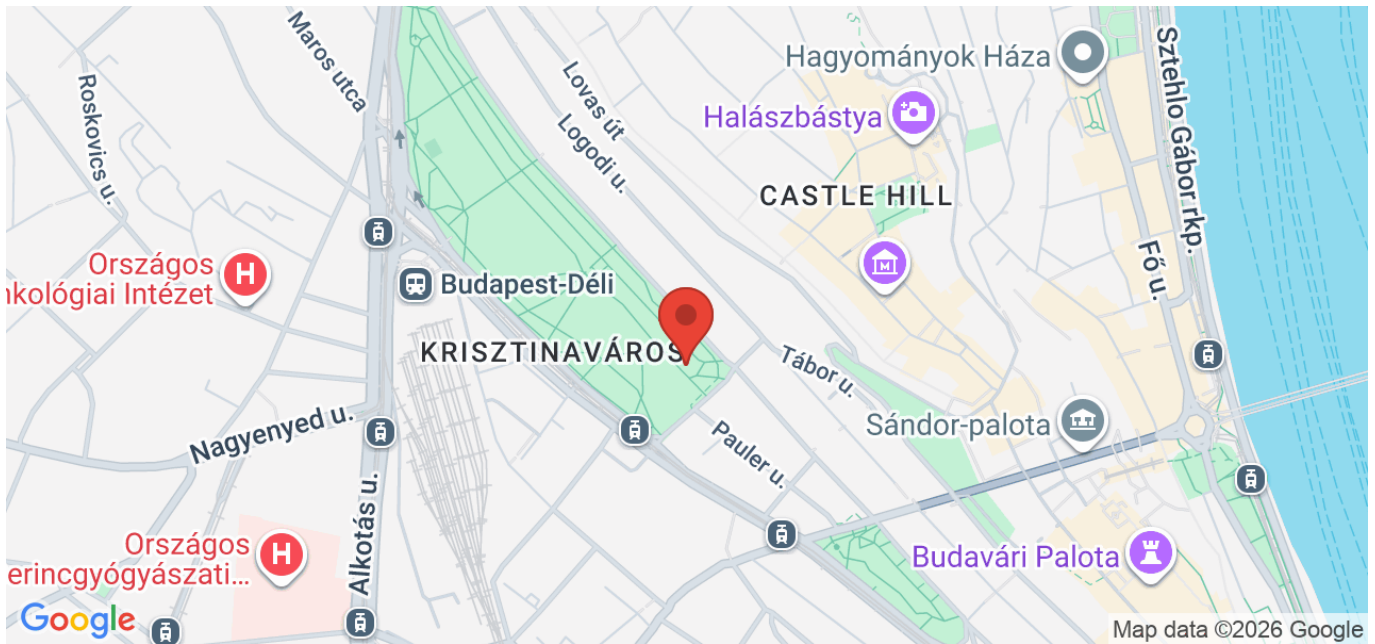 Maros utca
Roskovics u.
Lovas út
Logodi u.
Hagyományok Háza
Halászbástya
CASTLE HILL
Sztehlo Gábor rkp.
Fő u.
Országos
nkológiai Intézet
H
Budapest-Déli
M
KRISZTINAVÁROS
Tábor u.
Nagyenyed u.
Pauler u.
Sándor-palota
Alkotás u.
Országos
erincgyógyászati...
H
Budavári Palota
Google
Map data ©2026 Google